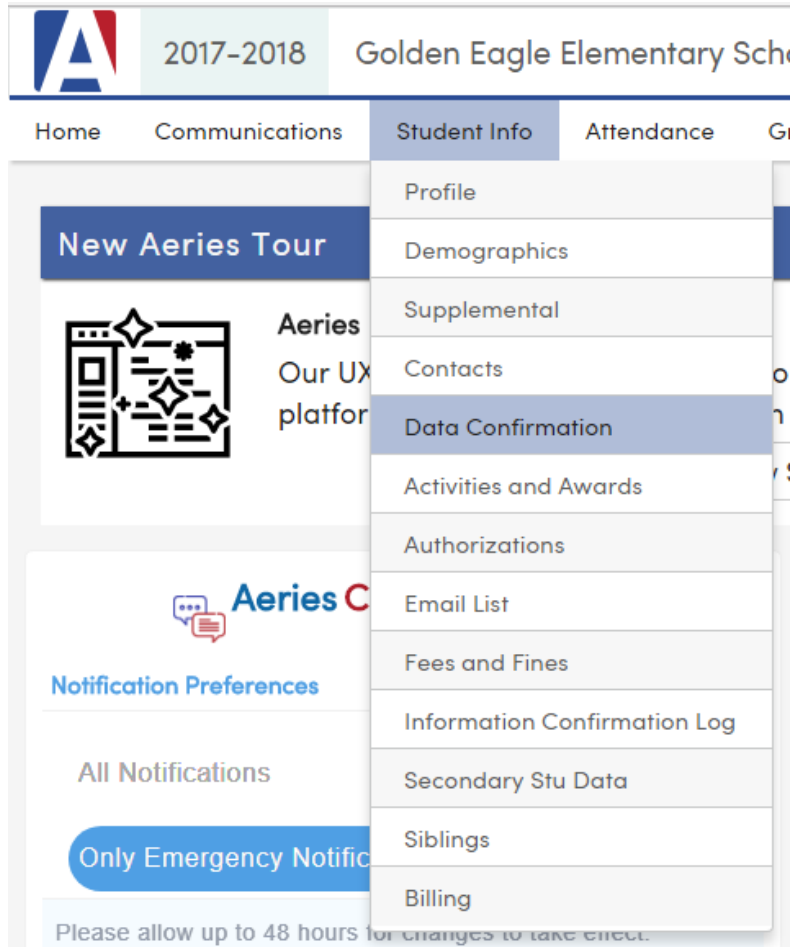 2017-2018 Golden Eagle Elementary
Home Communications Student Info Attendance
Profile
Demographics
Supplemental
Contacts
Data Confirmation
Activities and Awards
Authorizations
Email List
Fees and Fines
Information Confirmation Log
Secondary Stu Data
Siblings
Billing
New Aeries Tour
Aeries
Our UX
platfor
Aeries C
Notification Preferences
All Notifications
Only Emergency Notific
Please allow up to 48 hours for changes to take effect.